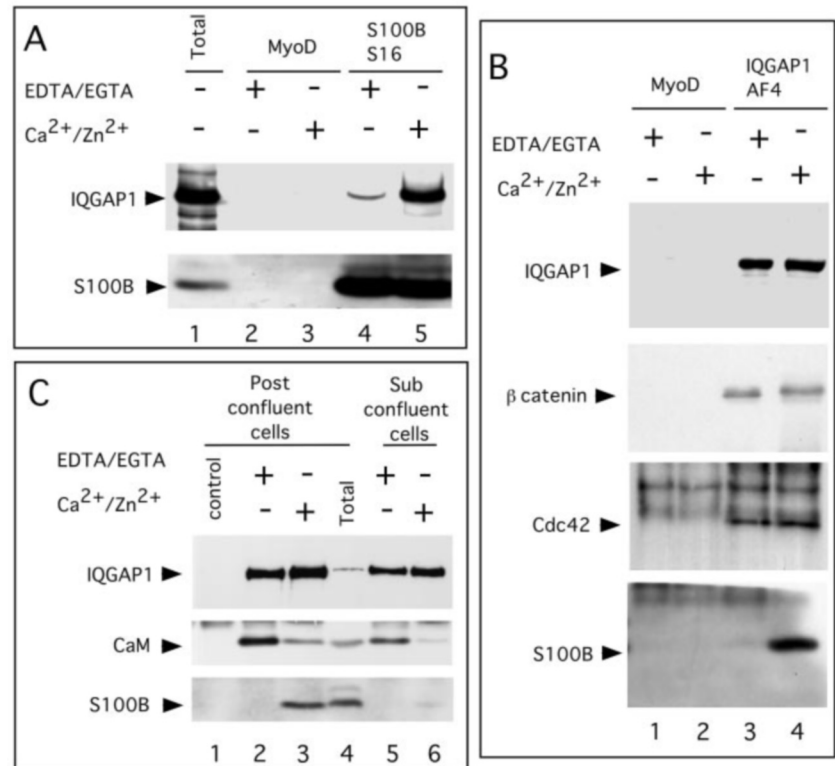 A
Total
MyoD
S100B
S16
EDTA/EGTA - + - + -
Ca2+/Zn2+ - - + - +
IQGAP1
S100B
1 2 3 4 5
B
MyoD
IQGAP1
AF4
EDTA/EGTA + - + -
Ca2+/Zn2+ - + - +
IQGAP1
β catenin
Cdc42
S100B
1 2 3 4
C
Post
confluent
cells
Sub
confluent
cells
EDTA/EGTA control + - Total + -
Ca2+/Zn2+ - + - +
IQGAP1
CaM
S100B
1 2 3 4 5 6